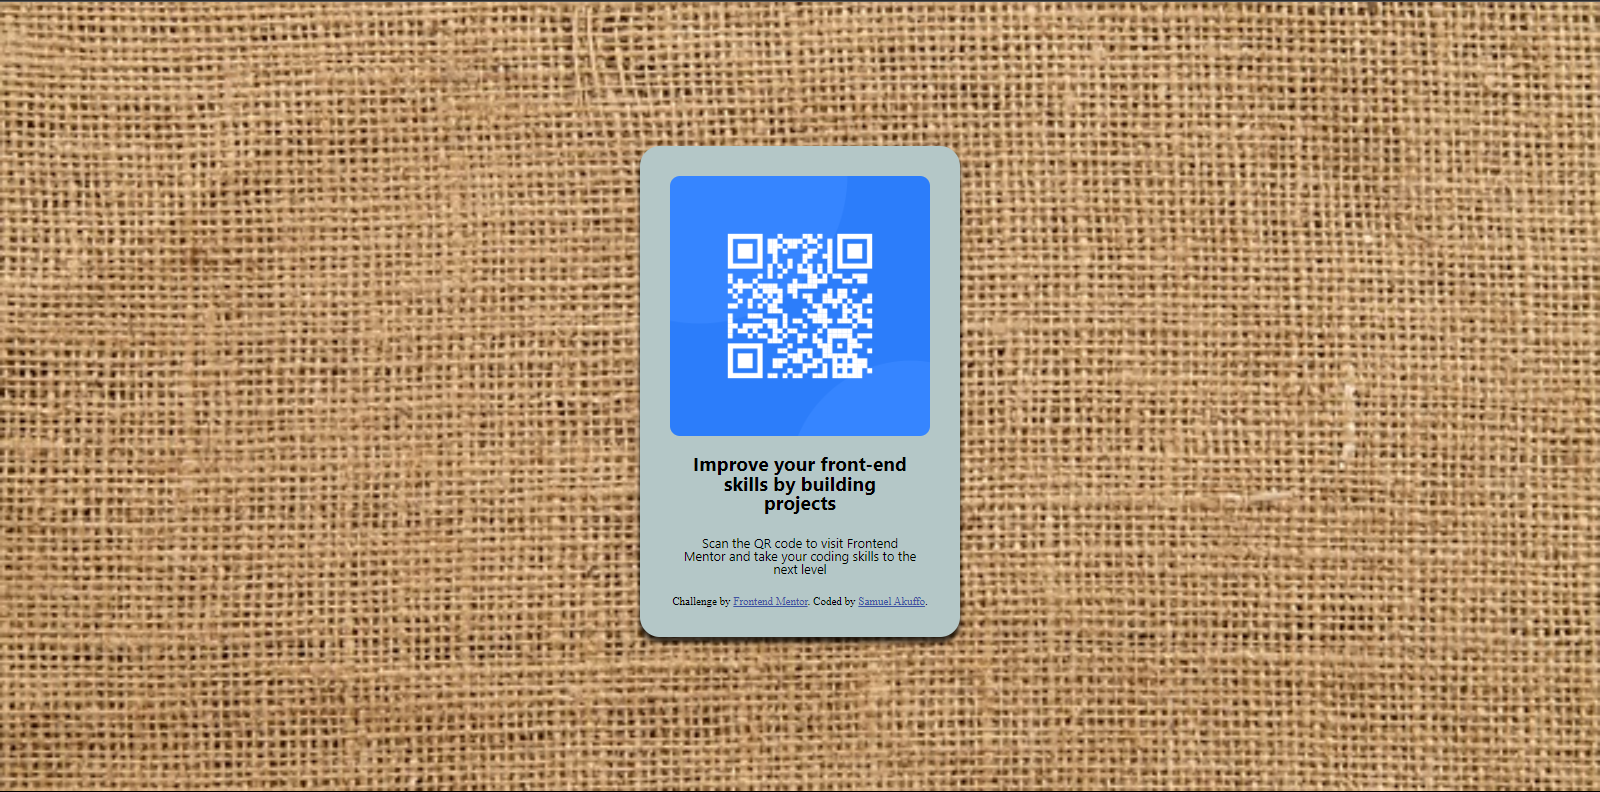 Improve your front-end
skills by building
projects
Scan the QR code to visit Frontend
Mentor and take your coding skills to the
next level
Challenge by Frontend Mentor. Coded by Samuel Akuffo.